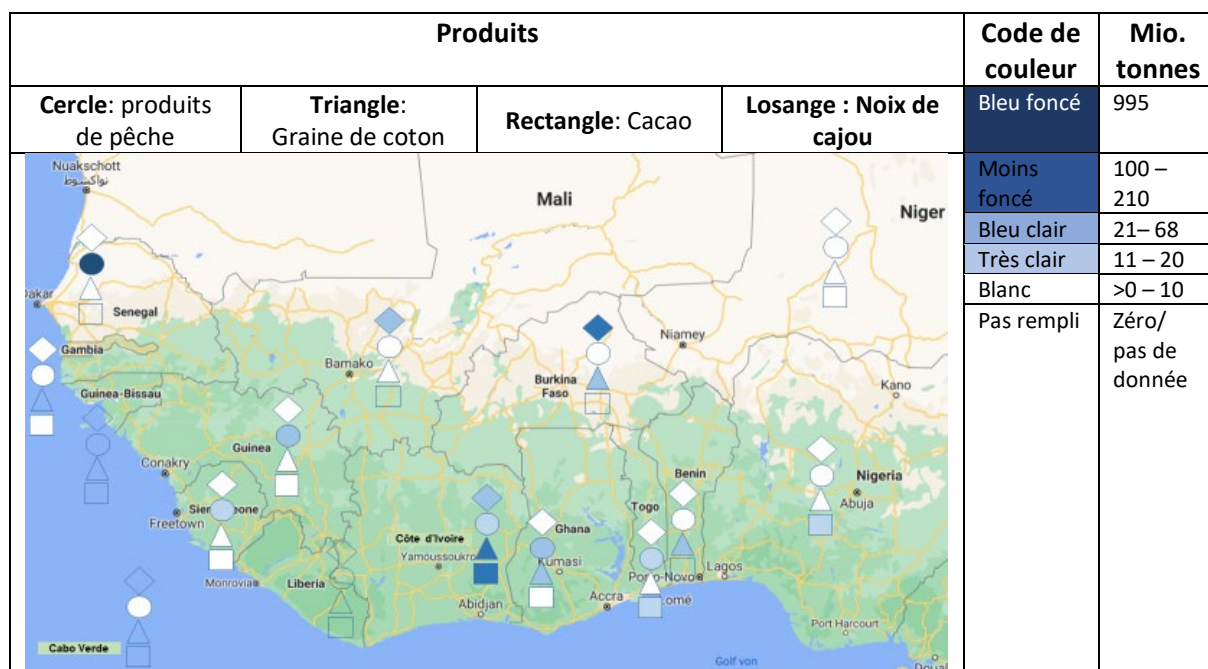 Produits
Code de couleur
Mio. tonnes
Cercle: produits de pêche
Triangle: Graine de coton
Rectangle: Cacao
Losange : Noix de cajou
Bleu foncé
995
Moins foncé
100 – 210
Bleu clair
21– 68
Très clair
11 – 20
Blanc
>0 – 10
Pas rempli
Zéro/ pas de donnée
Nuakschott
نواكشوط
Mali
Niger
Dakar
Senegal
Gambia
Bamako
Niamey
Burkina
Faso
Kano
Guinea-Bissau
Guinea
Conakry
Benin
Nigeria
Abuja
Freetown
Togo
Ghana
Côte d'Ivoire
Yamoussoukro
Kumasi
Monrovia
Liberia
Lagos
Abidjan
Accra
Lomé
Port Harcourt
Cabo Verde
Golf von